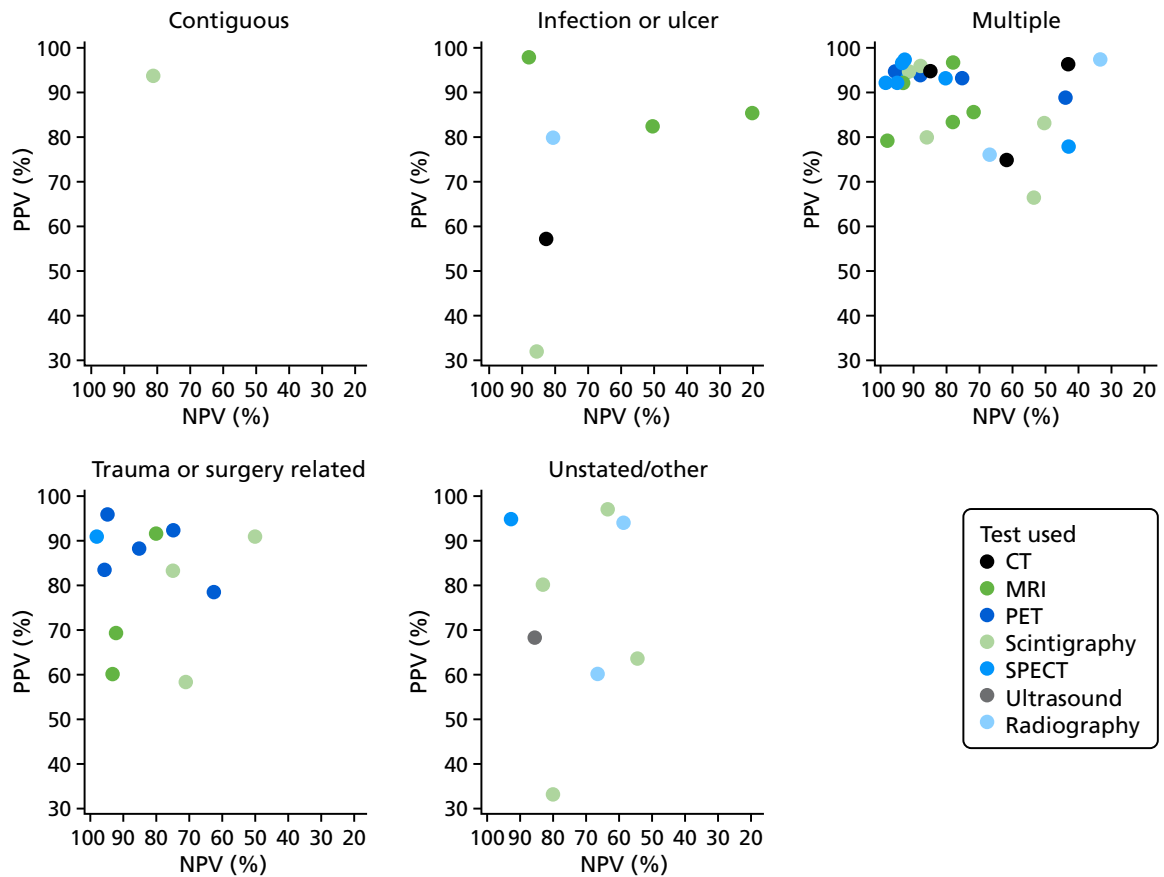 Contiguous
100
90
80
70
60
50
40
30
PPV (%)
100 90 80 70 60 50 40 30 20
NPV (%)
Infection or ulcer
100
90
80
70
60
50
40
30
PPV (%)
100 90 80 70 60 50 40 30 20
NPV (%)
Multiple
100
90
80
70
60
50
40
30
PPV (%)
100 90 80 70 60 50 40 30 20
NPV (%)
Trauma or surgery related
100
90
80
70
60
50
40
30
PPV (%)
100 90 80 70 60 50 40 30 20
NPV (%)
Unstated/other
100
90
80
70
60
50
40
30
PPV (%)
100 90 80 70 60 50 40 30 20
NPV (%)
Test used
CT
MRI
PET
Scintigraphy
SPECT
Ultrasound
Radiography